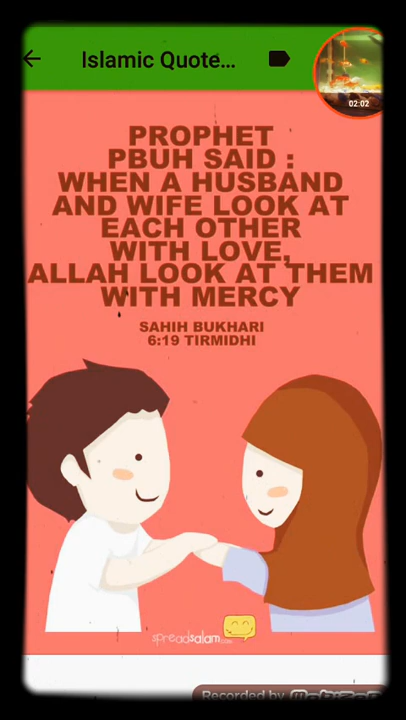 Islamic Quote...
02:02
PROPHET
PBUH SAID :
WHEN A HUSBAND
AND WIFE LOOK AT
EACH OTHER
WITH LOVE,
ALLAH LOOK AT THEM
WITH MERCY
SAHIH BUKHARI
6:19 TIRMIDHI
spreadsalam
Recorded by